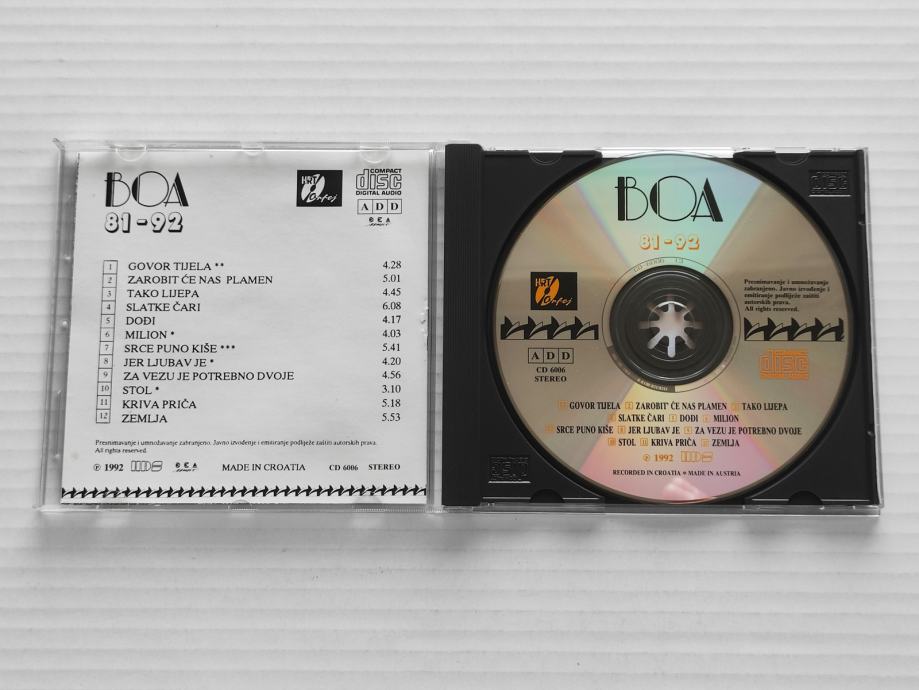 BOA
81-92
HRT
Orfej
COMPACT
disc
DIGITAL AUDIO
ADD
1 GOVOR TIJELA ** 4.28
2 ZAROBIT ĆE NAS PLAMEN 5.01
3 TAKO LIJEPA 4.45
4 SLATKE ČARI 6.08
5 DOĐI 4.17
6 MILION * 4.03
7 SRCE PUNO KIŠE *** 5.41
8 JER LJUBAV JE * 4.20
9 ZA VEZU JE POTREBNO DVOJE 4.56
10 STOL * 3.10
11 KRIVA PRIČA 5.18
12 ZEMLJA 5.53
Presnimavanje i umnožavanje zabranjeno. Javno izvođenje i emitiranje podliježe zaštiti autorskih prava.
All rights reserved.
℗ 1992 MADE IN CROATIA CD 6006 STEREO
BOA
81-92
CD 6006
HRT
Orfej
Presnimavanje i umnožavanje
zabranjeno. Javno izvođenje i
emitiranje podliježe zaštiti
autorskih prava.
All rights reserved.
ADD
CD 6006
STEREO
disc
1 GOVOR TIJELA 2 ZAROBIT' ĆE NAS PLAMEN 3 TAKO LIJEPA
4 SLATKE ČARI 5 DOĐI 6 MILION
7 SRCE PUNO KIŠE 8 JER LJUBAV JE 9 ZA VEZU JE POTREBNO DVOJE
10 STOL 11 KRIVA PRIČA 12 ZEMLJA
℗ 1992
RECORDED IN CROATIA * MADE IN AUSTRIA